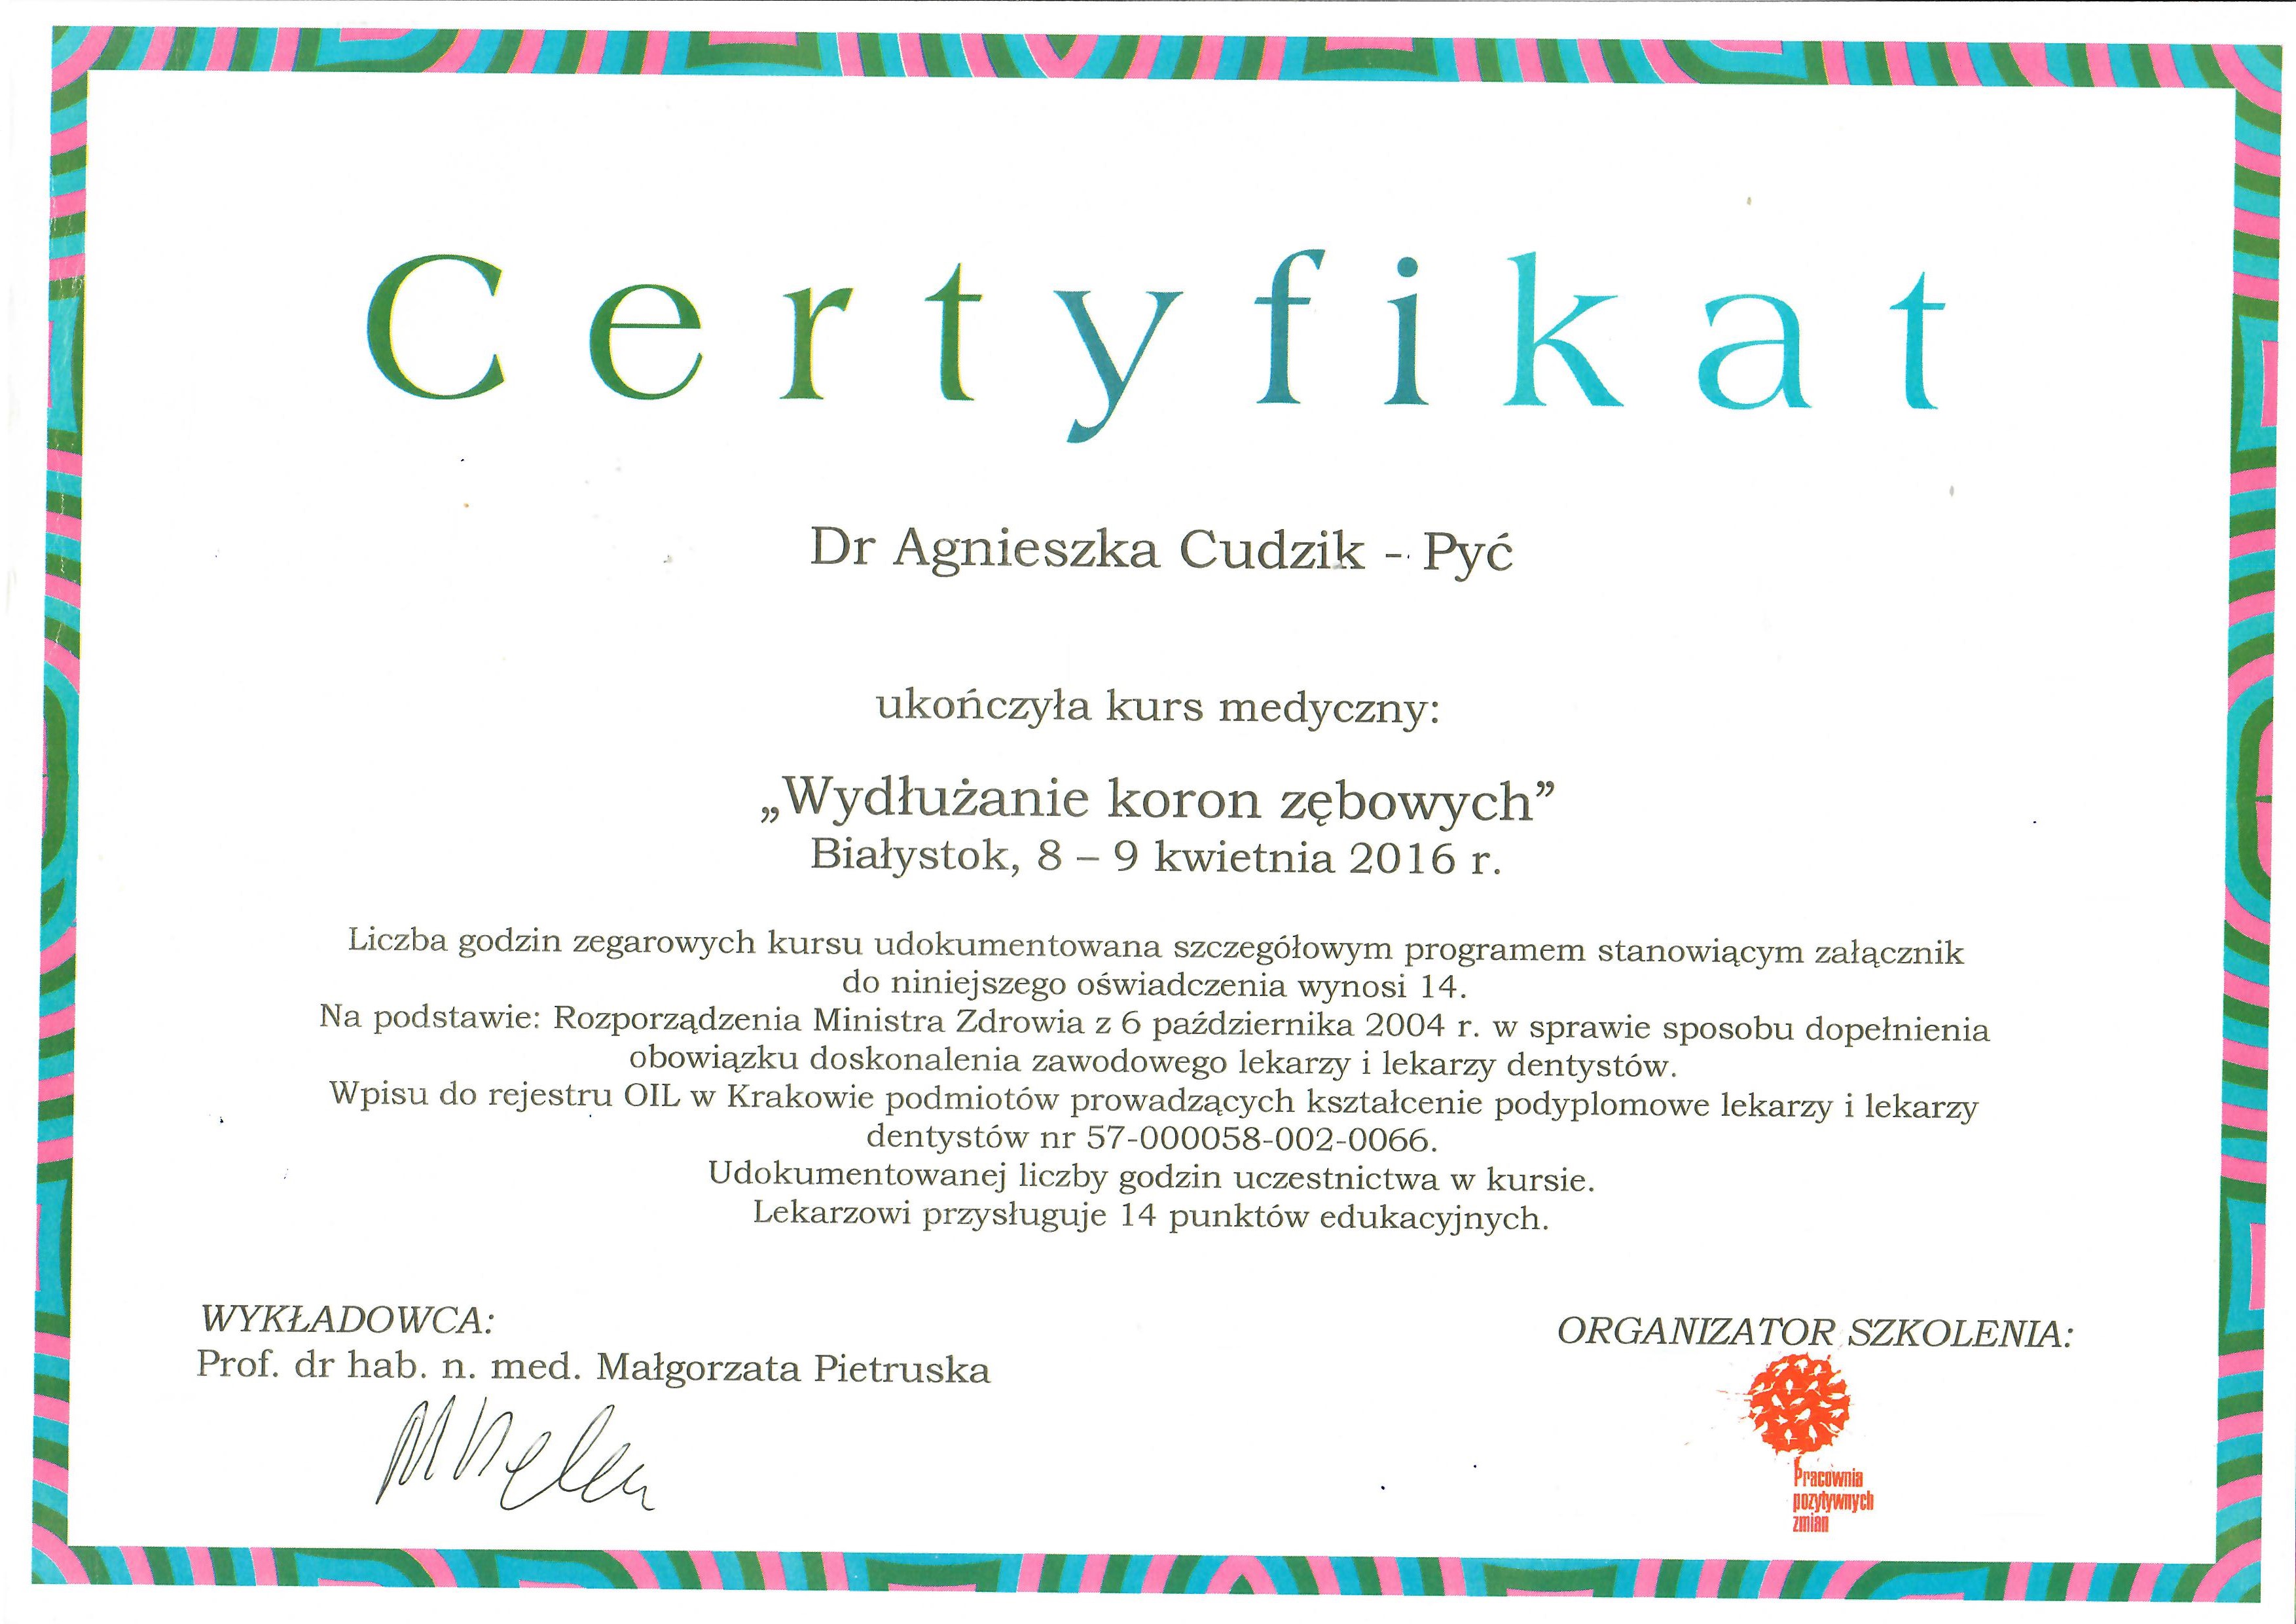 Certyfikat
Dr Agnieszka Cudzik - Pyć
ukończyła kurs medyczny:
„Wydłużanie koron zębowych”
Białystok, 8 – 9 kwietnia 2016 r.
Liczba godzin zegarowych kursu udokumentowana szczegółowym programem stanowiącym załącznik
do niniejszego oświadczenia wynosi 14.
Na podstawie: Rozporządzenia Ministra Zdrowia z 6 października 2004 r. w sprawie sposobu dopełnienia
obowiązku doskonalenia zawodowego lekarzy i lekarzy dentystów.
Wpisu do rejestru OIL w Krakowie podmiotów prowadzących kształcenie podyplomowe lekarzy i lekarzy
dentystów nr 57-000058-002-0066.
Udokumentowanej liczby godzin uczestnictwa w kursie.
Lekarzowi przysługuje 14 punktów edukacyjnych.
WYKŁADOWCA:
Prof. dr hab. n. med. Małgorzata Pietruska
ORGANIZATOR SZKOLENIA:
Pracownia
pozytywnych
zmian